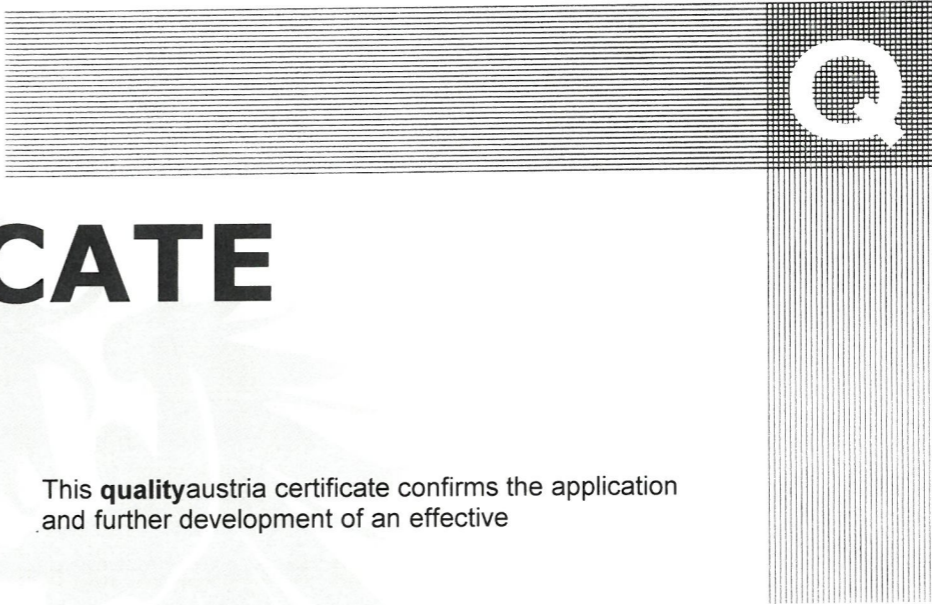 Q
CATE
This qualityaustria certificate confirms the application
and further development of an effective